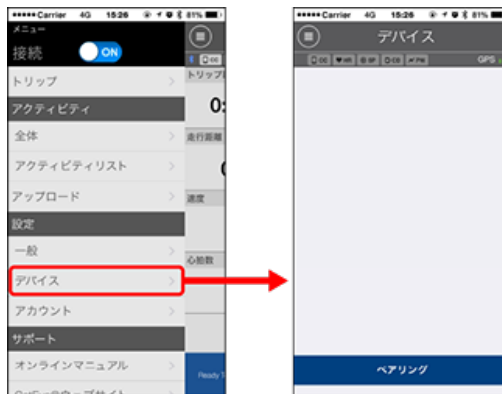 Carrier 4G 15:26 81%
メニュー
接続 ON
トリップ
アクティビティ
全体
アクティビティリスト
アップロード
設定
一般
デバイス
アカウント
サポート
オンラインマニュアル
トリップ
0:
走行距離
速度
心拍数
Ready T
Carrier 4G 15:26 81%
デバイス
GPS
ペアリング